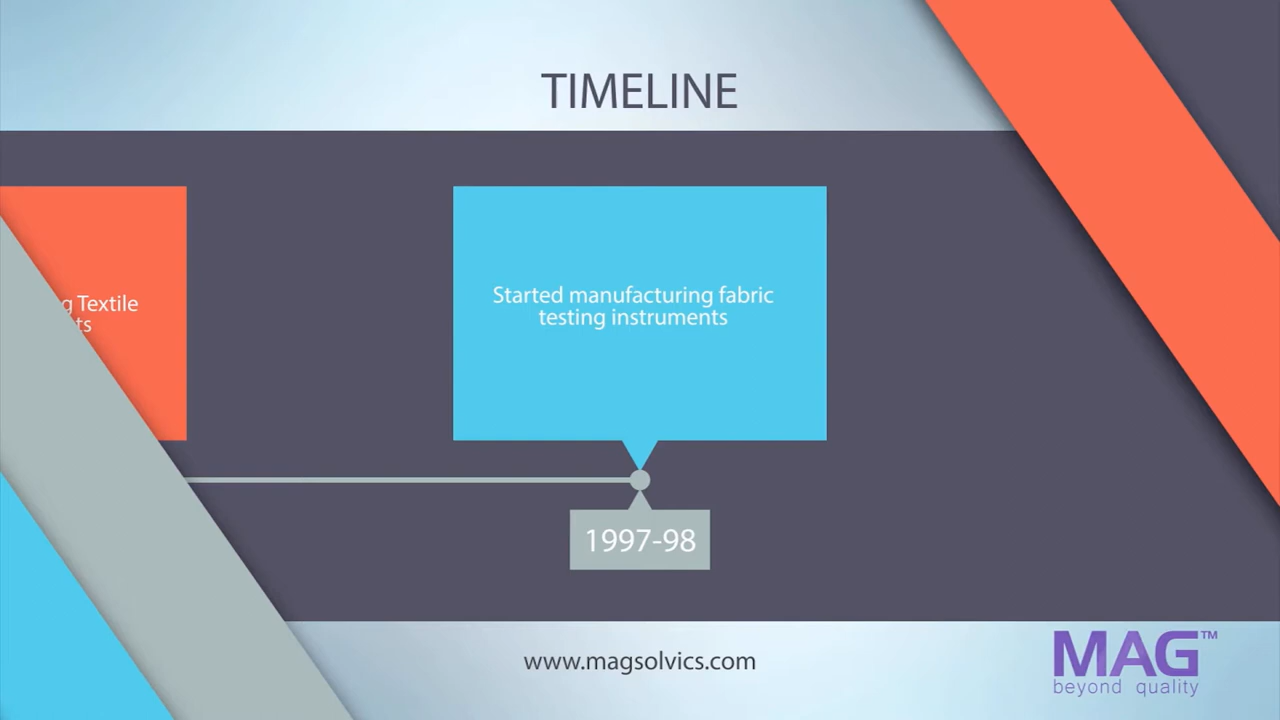 TIMELINE
Textile
Started manufacturing fabric
testing instruments
1997-98
www.magsolvics.com
MAG™
beyond quality